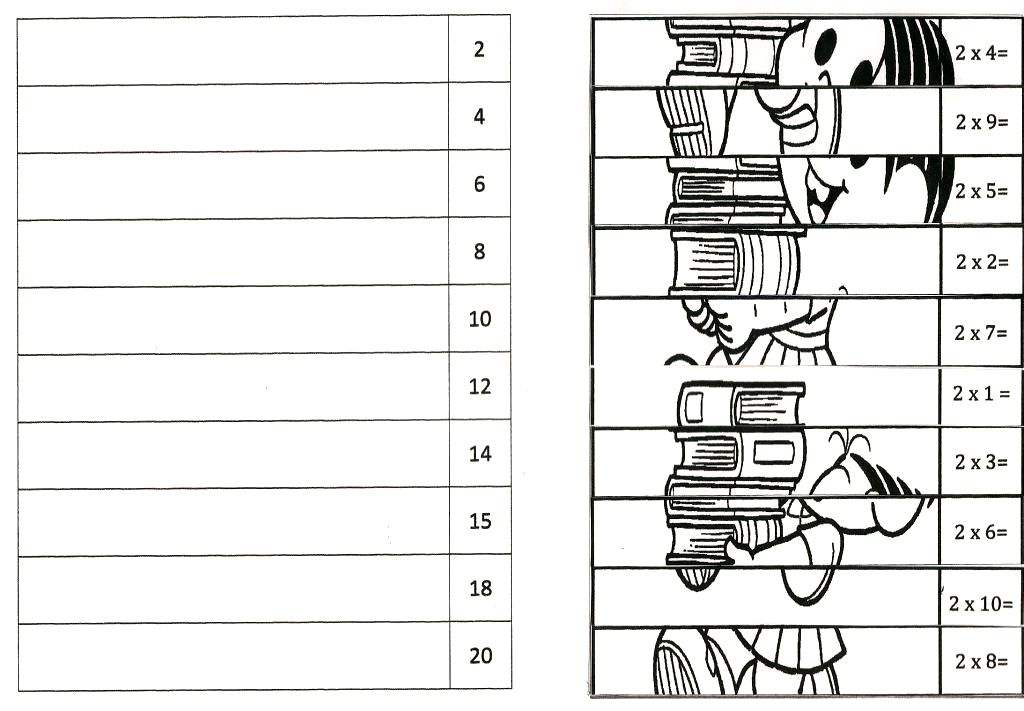 2
4
6
8
10
12
14
15
18
20
2 x 4=
2 x 9=
2 x 5=
2 x 2=
2 x 7=
2 x 1 =
2 x 3=
2 x 6=
2 x 10=
2 x 8=